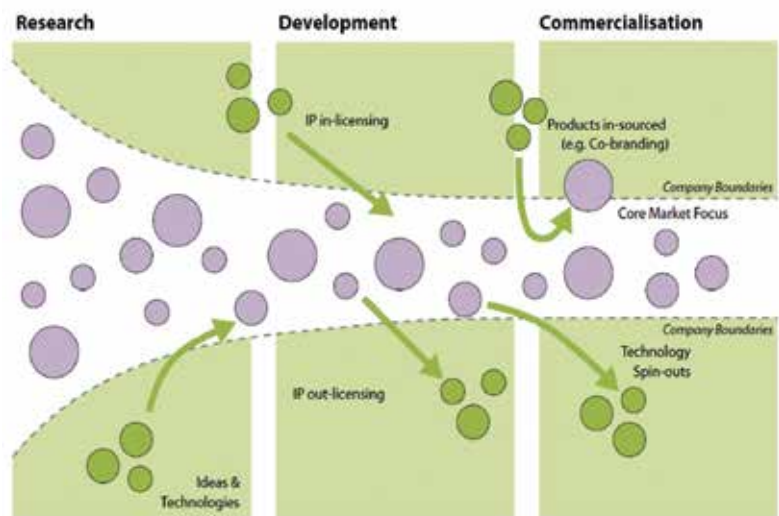 Research
Development
Commercialisation
IP in-licensing
Products in-sourced
(e.g. Co-branding)
Company Boundaries
Core Market Focus
Company Boundaries
Technology
Spin-outs
IP out-licensing
Ideas &
Technologies